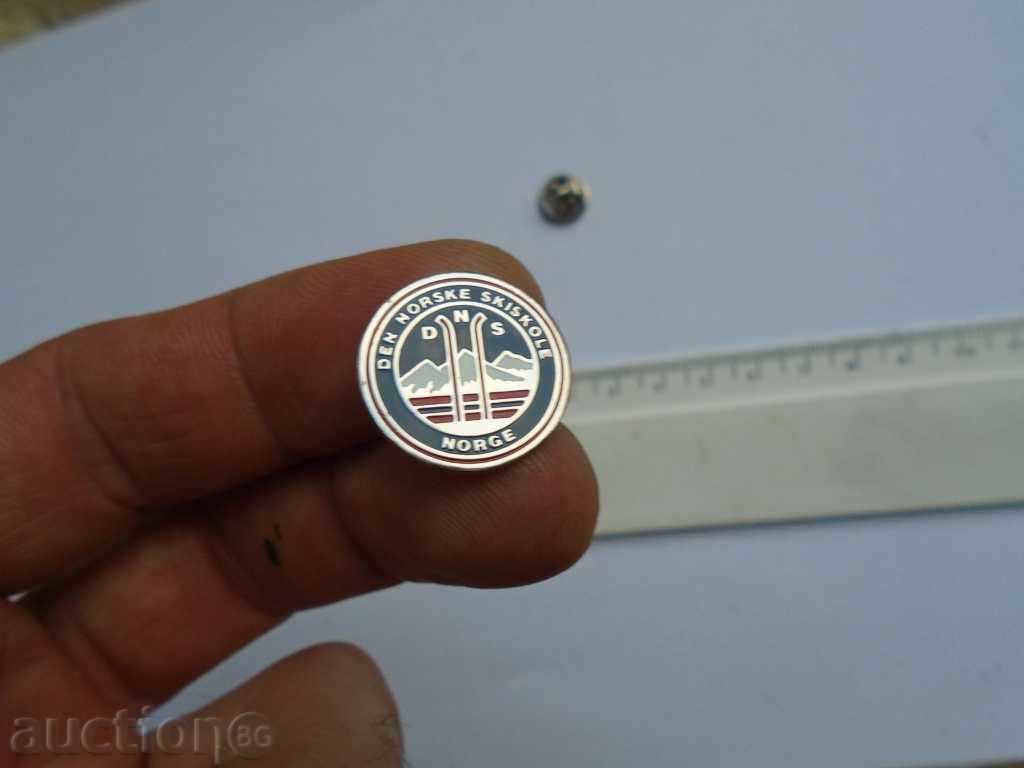 DEN NORSKE SKISKOLE
D N S
NORGE
auction BG